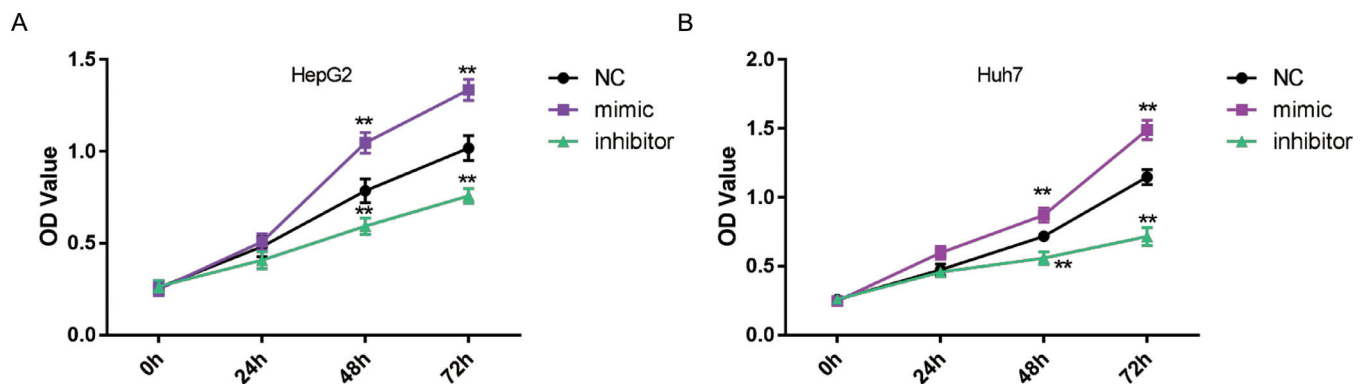 A
HepG2
OD Value
1.5
1.0
0.5
0.0
0h
24h
48h
72h
**
**
**
**
NC
mimic
inhibitor
B
Huh7
OD Value
2.0
1.5
1.0
0.5
0.0
0h
24h
48h
72h
**
**
**
**
NC
mimic
inhibitor